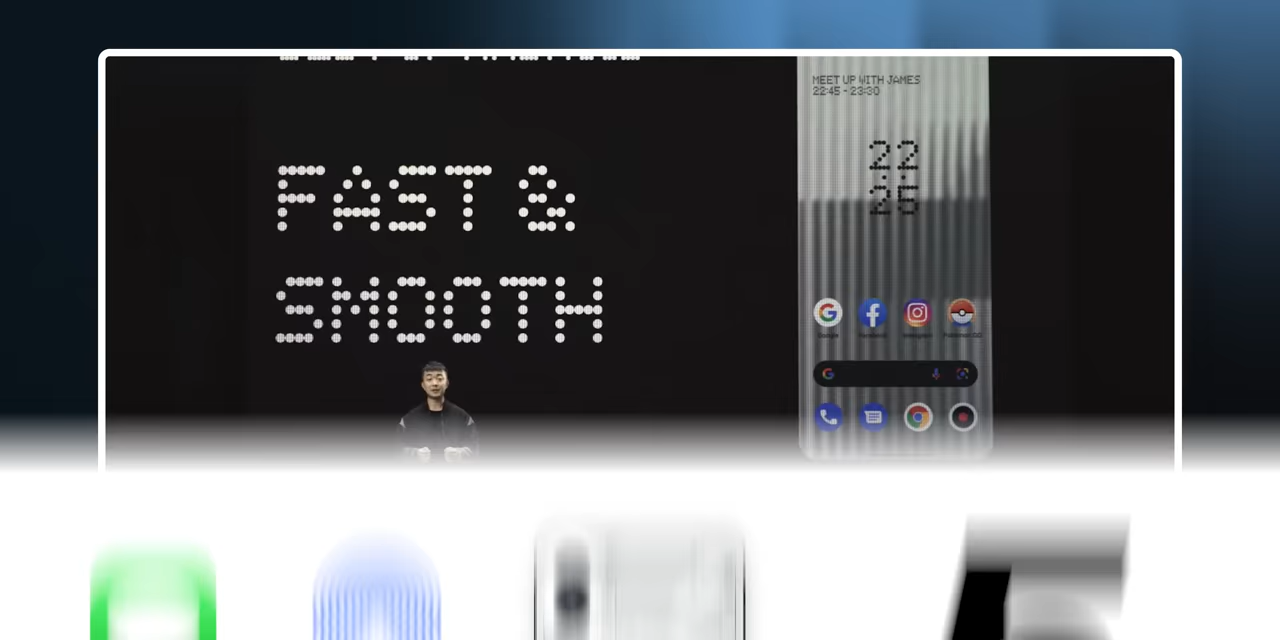 MEET UP WITH JAMES
22:45 - 23:30
FAST &
SMOOTH
22
25